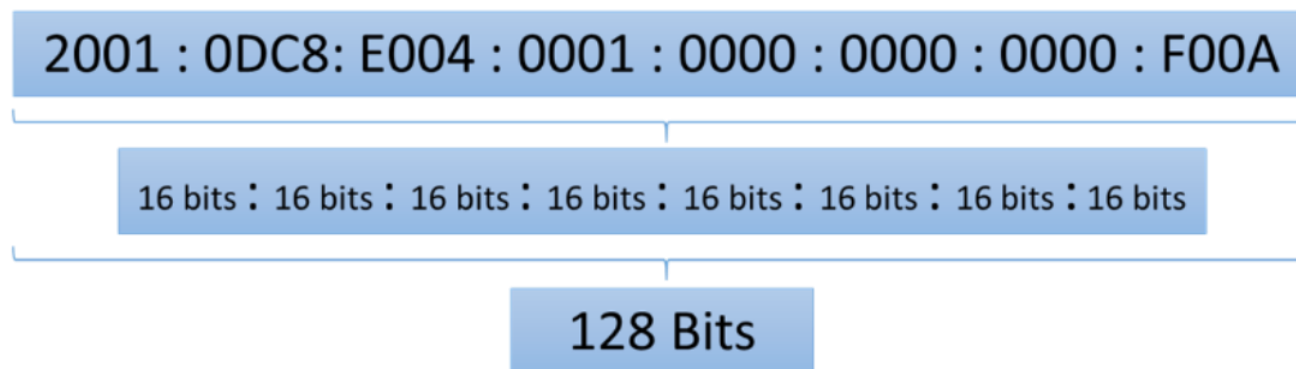 2001 : 0DC8: E004 : 0001 : 0000 : 0000 : 0000 : F00A
16 bits : 16 bits : 16 bits : 16 bits : 16 bits : 16 bits : 16 bits : 16 bits
128 Bits